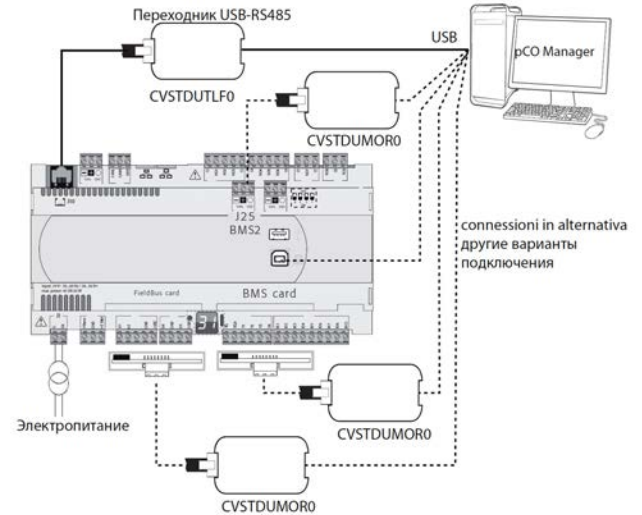 Переходник USB-RS485
USB
pCO Manager
CVSTDUTLF0
CVSTDUMOR0
J25
BMS2
connessioni in alternativa
другие варианты
подключения
FieldBus card
BMS card
Электропитание
CVSTDUMOR0
CVSTDUMOR0